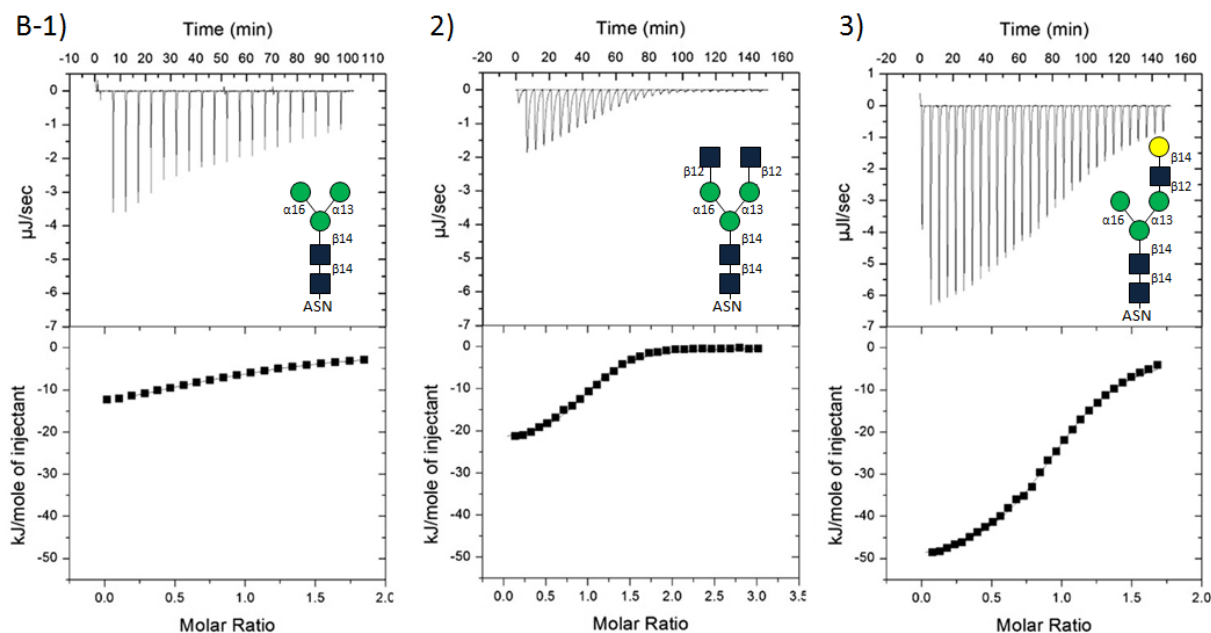 B-1)
Time (min)
-10 0 10 20 30 40 50 60 70 80 90 100 110
µJ/sec
0
-1
-2
-3
-4
-5
-6
-7
α16
α13
β14
β14
ASN
kJ/mole of injectant
0
-10
-20
-30
-40
-50
0.0 0.5 1.0 1.5 2.0
Molar Ratio
2)
Time (min)
-20 0 20 40 60 80 100 120 140 160
µJ/sec
0
-1
-2
-3
-4
-5
-6
-7
β12
β12
α16
α13
β14
β14
ASN
kJ/mole of injectant
0
-10
-20
-30
-40
-50
0.0 0.5 1.0 1.5 2.0 2.5 3.0 3.5
Molar Ratio
3)
Time (min)
-20 0 20 40 60 80 100 120 140 160
µJl/sec
0
-1
-2
-3
-4
-5
-6
-7
β14
β12
α16
α13
β14
β14
ASN
kJ/mole of injectant
0
-10
-20
-30
-40
-50
0.0 0.5 1.0 1.5 2.0
Molar Ratio